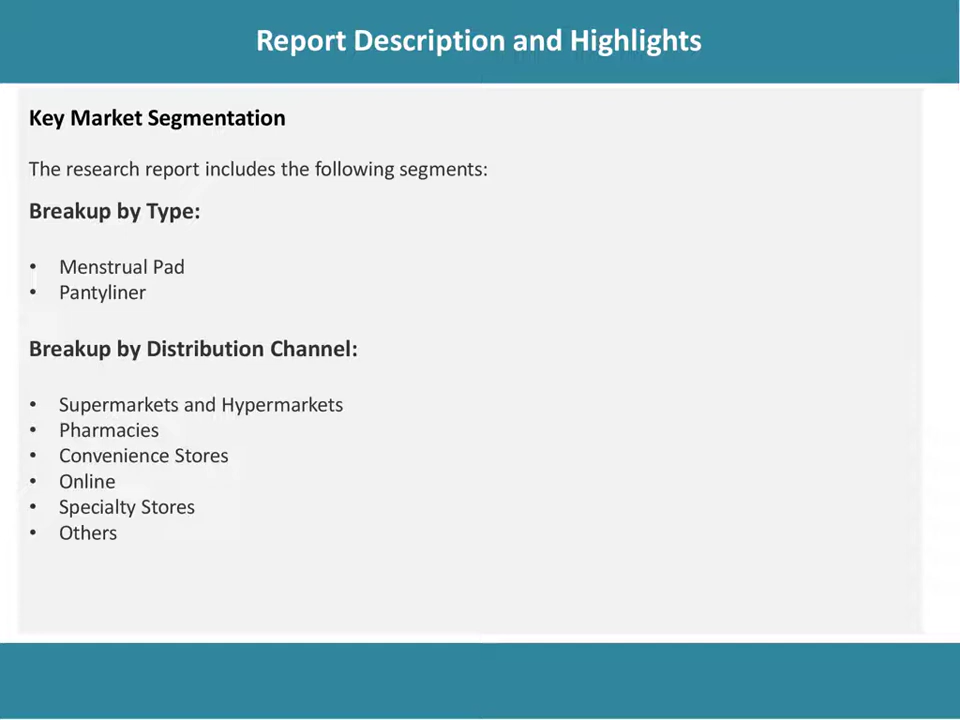 Report Description and Highlights
Key Market Segmentation
The research report includes the following segments:
Breakup by Type:
• Menstrual Pad
• Pantyliner
Breakup by Distribution Channel:
• Supermarkets and Hypermarkets
• Pharmacies
• Convenience Stores
• Online
• Specialty Stores
• Others